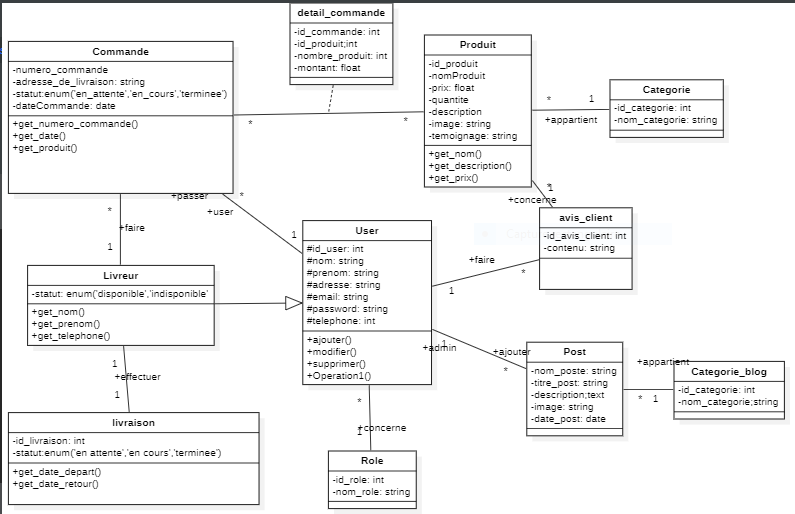 detail_commande
-id_commande: int
-id_produit;int
-nombre_produit: int
-montant: float
Commande
-numero_commande
-adresse_de_livraison: string
-statut:enum('en_attente','en_cours','terminee')
-dateCommande: date
+get_numero_commande()
+get_date()
+get_produit()
*
*
Produit
-id_produit
-nomProduit
-prix: float
-quantite
-description
-image: string
-temoignage: string
+get_nom()
+get_description()
+get_prix()
*
1
+appartient
Categorie
-id_categorie: int
-nom_categorie: string
*
1
+concerne
avis_client
-id_avis_client: int
-contenu: string
+passer
*
+user
1
*
+faire
1
User
#id_user: int
#nom: string
#prenom: string
#adresse: string
#email: string
#password: string
#telephone: int
+ajouter()
+modifier()
+supprimer()
+Operation1()
+faire
1
*
Livreur
-statut: enum('disponible','indisponible'
+get_nom()
+get_prenom()
+get_telephone()
1
+effectuer
1
+admin
1
+ajouter
*
Post
-nom_poste: string
-titre_post: string
-description;text
-image: string
-date_post: date
+appartient
*
1
Categorie_blog
-id_categorie: int
-nom_categorie;string
livraison
-id_livraison: int
-statut:enum('en attente','en cours','terminee')
+get_date_depart()
+get_date_retour()
*
+concerne
1
Role
-id_role: int
-nom_role: string